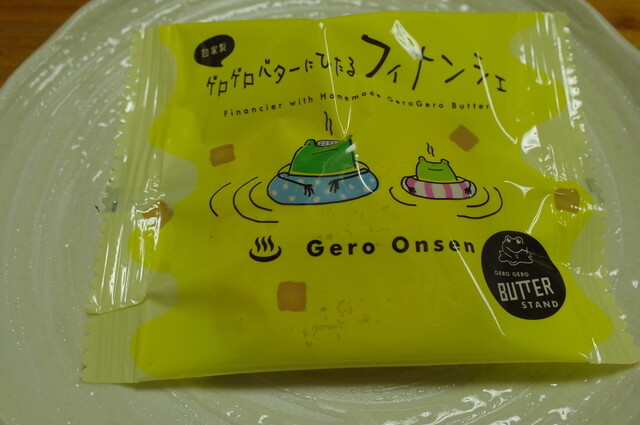 自家製
ゲロゲロバターにひたるフィナンシェ
Financier with Homemade GeroGero Butter
Gero Onsen
GERO GERO
BUTTER
STAND